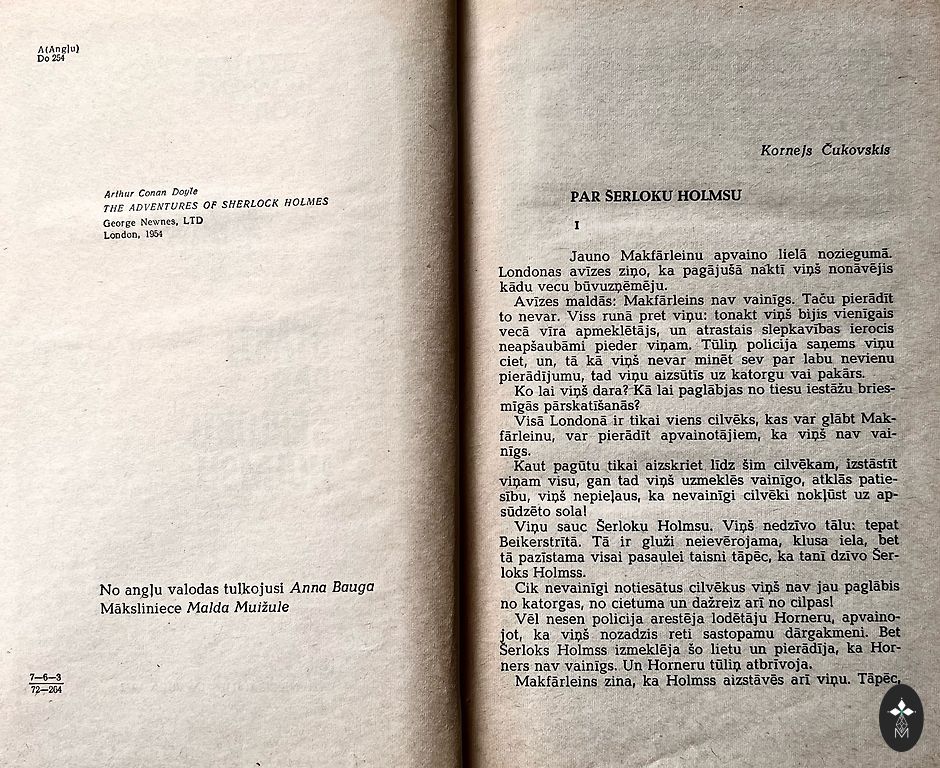 A(Angļu)
Do 254
Arthur Conan Doyle
THE ADVENTURES OF SHERLOCK HOLMES
George Newnes, LTD
London, 1954
No angļu valodas tulkojusi Anna Bauga
Māksliniece Malda Muižule
7—6—3
72—264
Kornejs Čukovskis
PAR ŠERLOKU HOLMSU
I
Jauno Makfārleinu apvaino lielā noziegumā.
Londonas avīzes ziņo, ka pagājušā naktī viņš nonāvējis
kādu vecu būvuzņēmēju.
Avīzes maldās: Makfārleins nav vainīgs. Taču pierādīt
to nevar. Viss runā pret viņu: tonakt viņš bijis vienīgais
vecā vīra apmeklētājs, un atrastais slepkavības ierocis
neapšaubāmi pieder viņam. Tūliņ policija saņems viņu
ciet, un, tā kā viņš nevar minēt sev par labu nevienu
pierādījumu, tad viņu aizsūtīs uz katorgu vai pakārs.
Ko lai viņš dara? Kā lai paglābjas no tiesu iestāžu bries-
mīgās pārskatīšanās?
Visā Londonā ir tikai viens cilvēks, kas var glābt Mak-
fārleinu, var pierādīt apvainotājiem, ka viņš nav vai-
nīgs.
Kaut pagūtu tikai aizskriet līdz šim cilvēkam, izstāstīt
viņam visu, gan tad viņš uzmeklēs vainīgo, atklās patie-
sību, viņš nepieļaus, ka nevainīgi cilvēki nokļūst uz ap-
sūdzēto sola!
Viņu sauc Šerloku Holmsu. Viņš nedzīvo tālu: tepat
Beikerstrītā. Tā ir gluži neievērojama, klusa iela, bet
tā pazīstama visai pasaulei taisni tāpēc, ka tanī dzīvo Šer-
loks Holmss.
Cik nevainīgi notiesātus cilvēkus viņš nav jau paglābis
no katorgas, no cietuma un dažreiz arī no cilpas!
Vēl nesen policija arestēja lodētāju Horneru, apvaino-
jot, ka viņš nozadzis reti sastopamu dārgakmeni. Bet
Šerloks Holmss izmeklēja šo lietu un pierādīja, ka Hor-
ners nav vainīgs. Un Horneru tūliņ atbrīvoja.
Makfārleins zina, ka Holmss aizstāvēs arī viņu. Tāpēc,
M